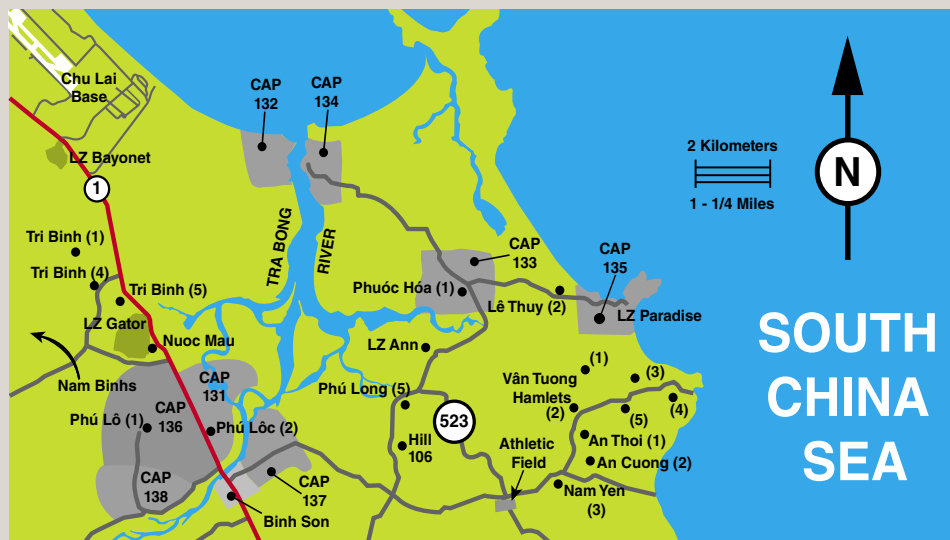 Chu Lai
Base
LZ Bayonet
1
CAP
132
CAP
134
2 Kilometers
1 - 1/4 Miles
N
TRA BONG
RIVER
Tri Binh (1)
Tri Binh (4)
Tri Binh (5)
LZ Gator
Nuoc Mau
Nam Binhs
CAP
133
CAP
135
Phuóc Hóa (1)
Lê Thuy (2)
LZ Paradise
LZ Ann
SOUTH
CHINA
SEA
CAP
131
Phú Lô (1)
CAP
136
Phú Lôc (2)
Phú Long (5)
523
Hill
106
Vân Tuong
Hamlets
(1)
(2)
(3)
(4)
(5)
An Thoi (1)
An Cuong (2)
Athletic
Field
Nam Yen
(3)
CAP
138
CAP
137
Binh Son